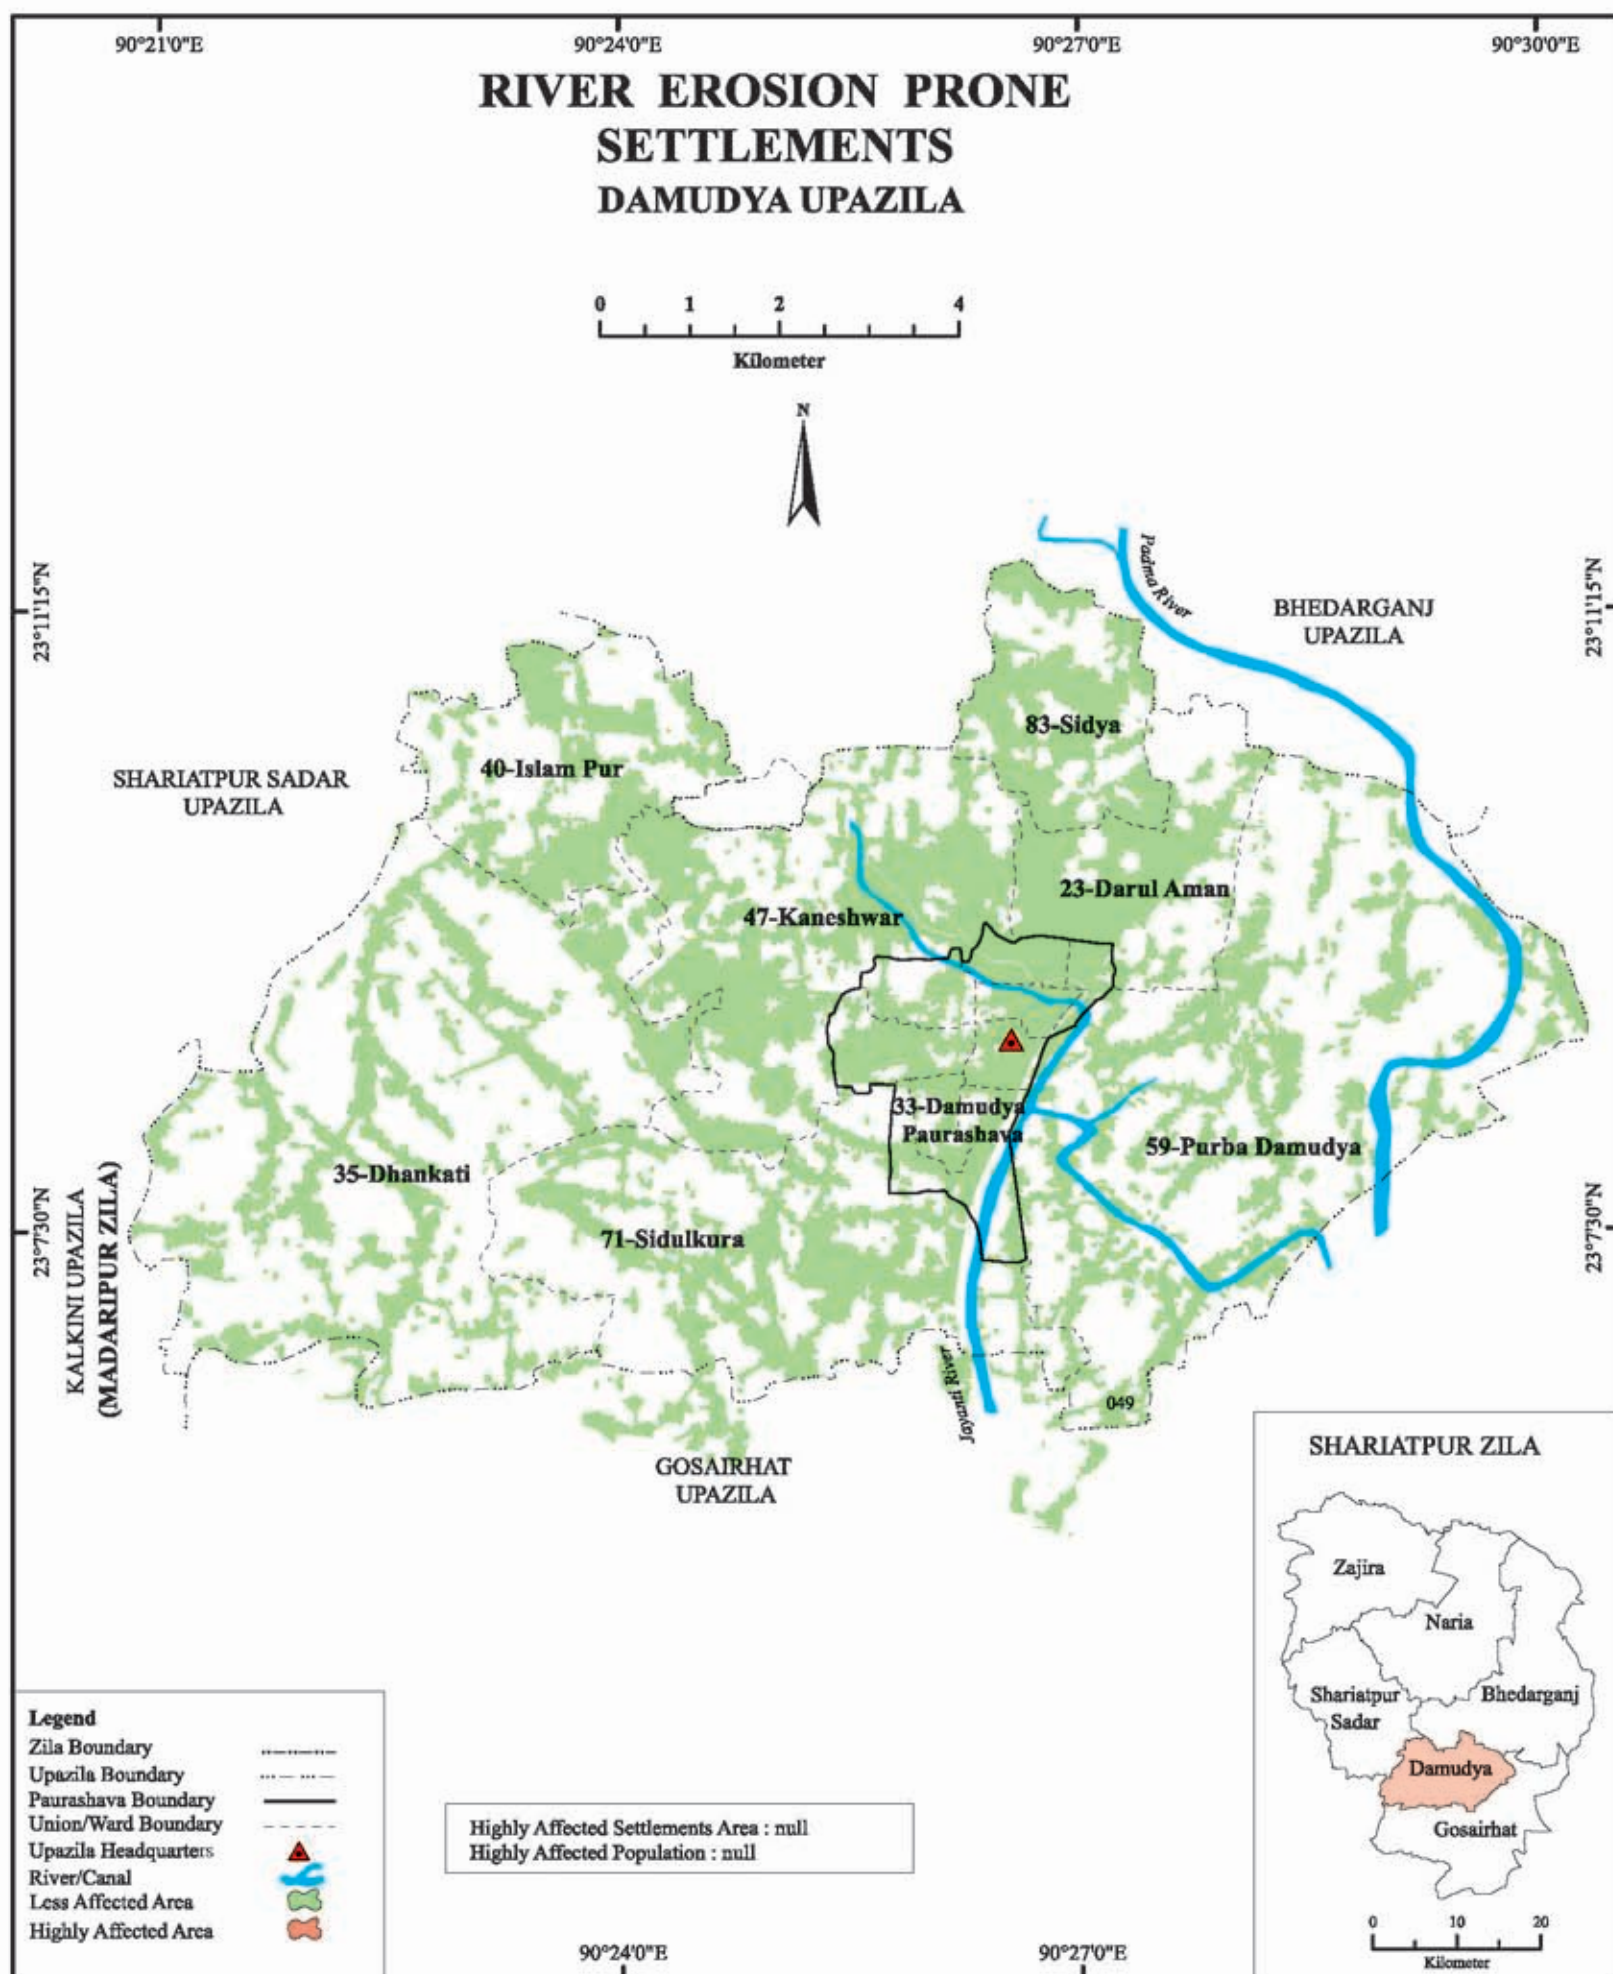 90°21'0"E
90°24'0"E
90°27'0"E
90°30'0"E
RIVER EROSION PRONE
SETTLEMENTS
DAMUDYA UPAZILA
0 1 2 4
Kilometer
N
Padma River
23°11'15"N
23°11'15"N
BHEDARGANJ
UPAZILA
83-Sidya
40-Islam Pur
SHARIATPUR SADAR
UPAZILA
23-Darul Aman
47-Kaneshwar
33-Damudya
Paurashava
59-Purba Damudya
35-Dhankati
71-Sidulkura
23°7'30"N
23°7'30"N
KALKINI UPAZILA
(MADARIPUR ZILA)
Jayanti River
049
GOSAIRHAT
UPAZILA
SHARIATPUR ZILA
Zajira
Naria
Shariatpur
Sadar
Bhedarganj
Damudya
Gosairhat
0 10 20
Kilometer
Legend
Zila Boundary
Upazila Boundary
Paurashava Boundary
Union/Ward Boundary
Upazila Headquarters
River/Canal
Less Affected Area
Highly Affected Area
Highly Affected Settlements Area : null
Highly Affected Population : null
90°24'0"E
90°27'0"E